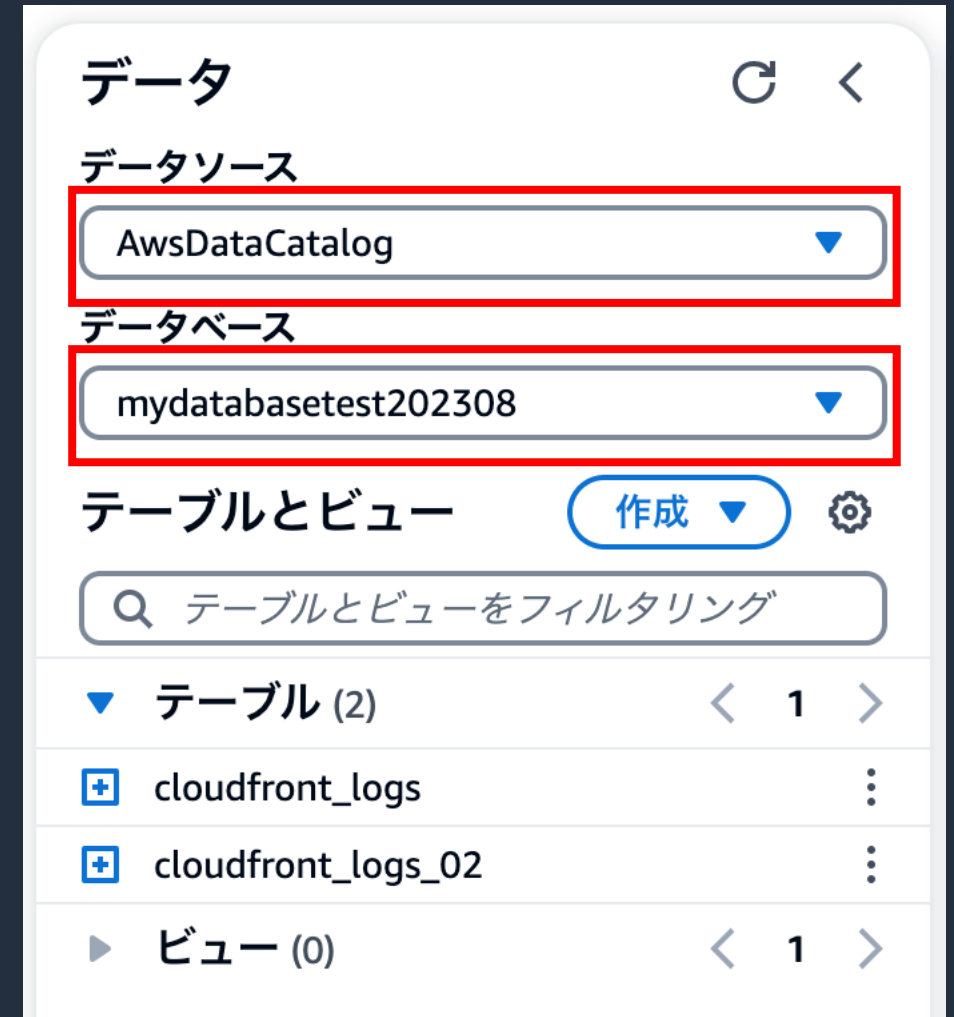 データ
データソース
AwsDataCatalog
データベース
mydatabasetest202308
テーブルとビュー 作成
テーブルとビューをフィルタリング
テーブル (2) 1
cloudfront_logs
cloudfront_logs_02
ビュー (0) 1